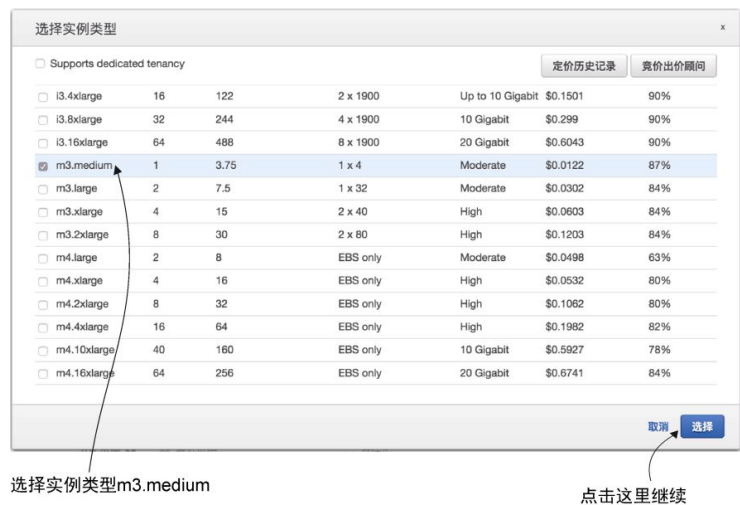 选择实例类型 x
Supports dedicated tenancy 定价历史记录 竞价出价顾问
i3.4xlarge 16 122 2 x 1900 Up to 10 Gigabit $0.1501 90%
i3.8xlarge 32 244 4 x 1900 10 Gigabit $0.299 90%
i3.16xlarge 64 488 8 x 1900 20 Gigabit $0.6043 90%
m3.medium 1 3.75 1 x 4 Moderate $0.0122 87%
m3.large 2 7.5 1 x 32 Moderate $0.0302 84%
m3.xlarge 4 15 2 x 40 High $0.0603 84%
m3.2xlarge 8 30 2 x 80 High $0.1203 84%
m4.large 2 8 EBS only Moderate $0.0498 63%
m4.xlarge 4 16 EBS only High $0.0532 80%
m4.2xlarge 8 32 EBS only High $0.1062 80%
m4.4xlarge 16 64 EBS only High $0.1982 82%
m4.10xlarge 40 160 EBS only 10 Gigabit $0.5927 78%
m4.16xlarge 64 256 EBS only 20 Gigabit $0.6741 84%
取消 选择
选择实例类型m3.medium
点击这里继续